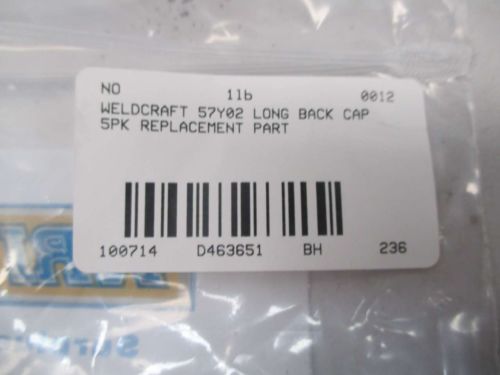 NO 1lb 0012
WELDCRAFT 57Y02 LONG BACK CAP
5PK REPLACEMENT PART
100714 D463651 BH 236